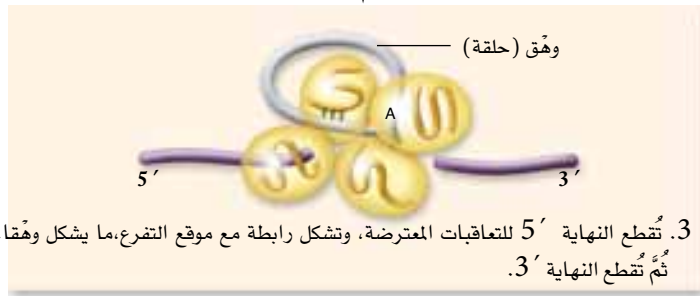 وهْق (حلقة)
A
5′
3′
3. تُقطع النهاية 5′ للتعاقبات المعترضة، وتشكل رابطة مع موقع التفرع،ما يشكل وهْقا،
ثُمَّ تُقطع النهاية 3′.